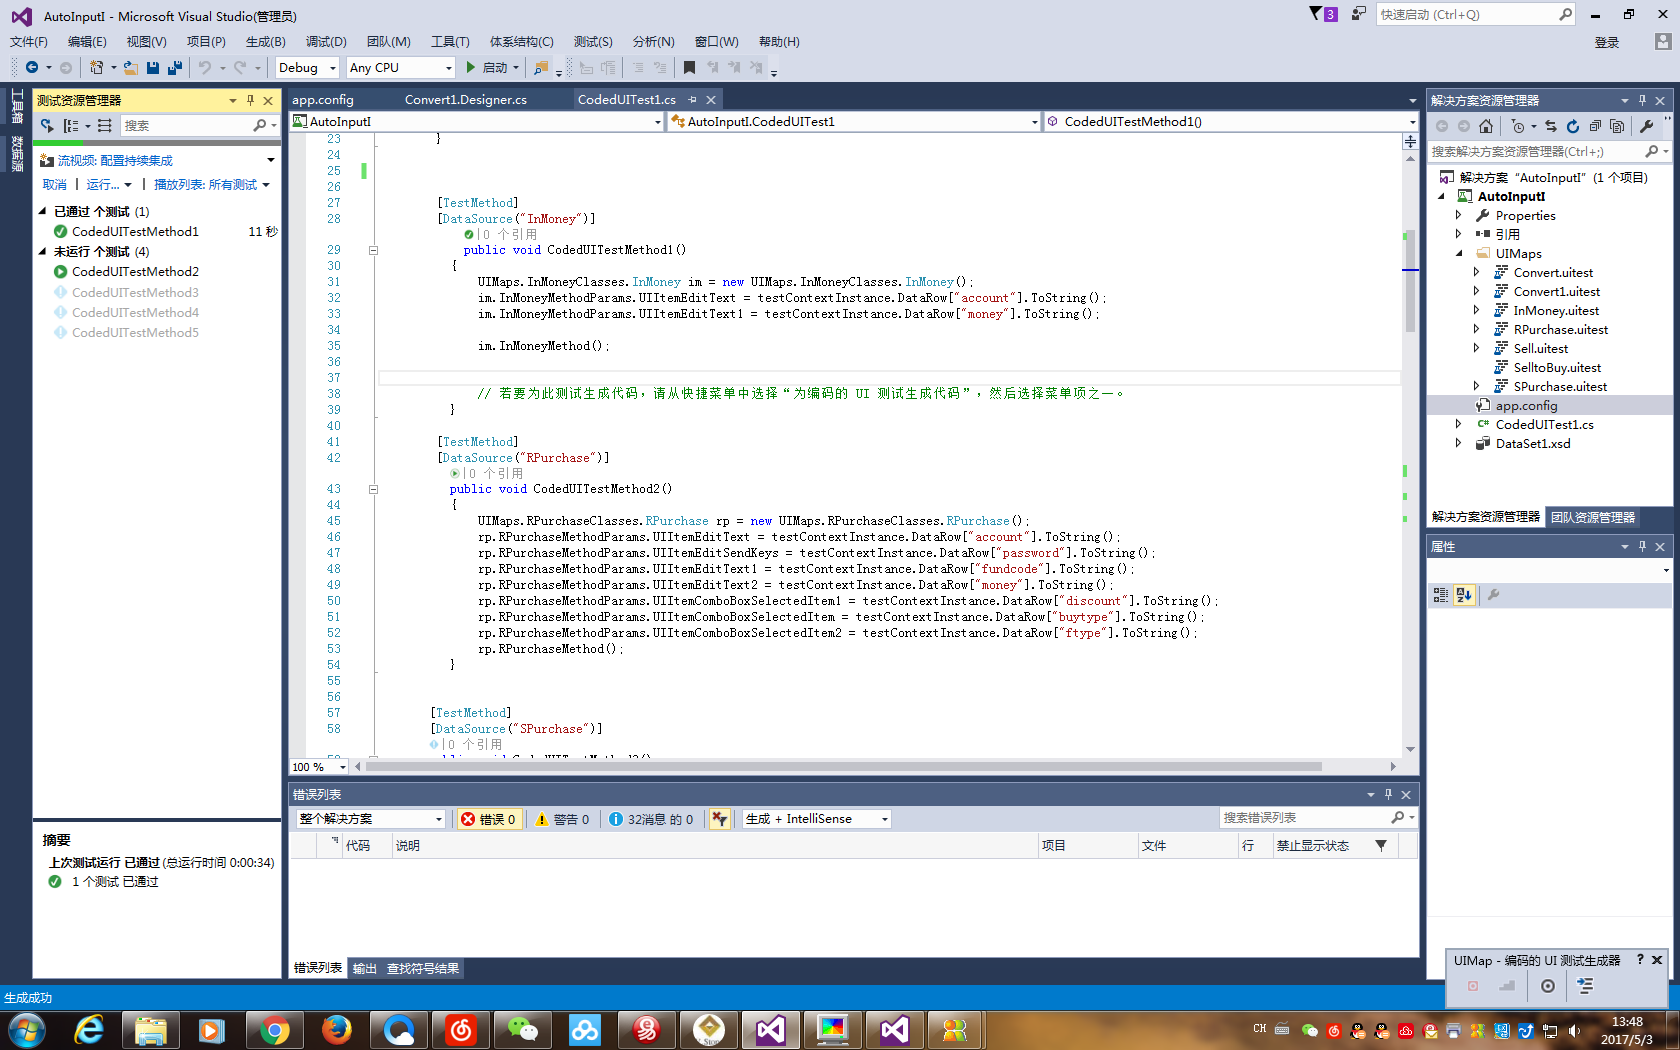 AutoInputI - Microsoft Visual Studio(管理员)
3
快速启动 (Ctrl+Q)
文件(F) 编辑(E) 视图(V) 项目(P) 生成(B) 调试(D) 团队(M) 工具(T) 体系结构(C) 测试(S) 分析(N) 窗口(W) 帮助(H)
登录
Debug Any CPU 启动
工具箱
数据源
测试资源管理器
搜索
流视频: 配置持续集成
取消 | 运行... | 播放列表: 所有测试
已通过 个测试 (1)
CodedUITestMethod1 11 秒
未运行 个测试 (4)
CodedUITestMethod2
CodedUITestMethod3
CodedUITestMethod4
CodedUITestMethod5
摘要
上次测试运行 已通过 (总运行时间 0:00:34)
1 个测试 已通过
app.config Convert1.Designer.cs CodedUITest1.cs
AutoInputI AutoInputI.CodedUITest1 CodedUITestMethod1()
23 }
24
25
26
27 [TestMethod]
28 [DataSource("InMoney")]
|0 个引用
29 public void CodedUITestMethod1()
30 {
31 UIMaps.InMoneyClasses.InMoney im = new UIMaps.InMoneyClasses.InMoney();
32 im.InMoneyMethodParams.UIItemEditText = testContextInstance.DataRow["account"].ToString();
33 im.InMoneyMethodParams.UIItemEditText1 = testContextInstance.DataRow["money"].ToString();
34
35 im.InMoneyMethod();
36
37
38 // 若要为此测试生成代码，请从快捷菜单中选择“为编码的 UI 测试生成代码”，然后选择菜单项之一。
39 }
40
41 [TestMethod]
42 [DataSource("RPurchase")]
|0 个引用
43 public void CodedUITestMethod2()
44 {
45 UIMaps.RPurchaseClasses.RPurchase rp = new UIMaps.RPurchaseClasses.RPurchase();
46 rp.RPurchaseMethodParams.UIItemEditText = testContextInstance.DataRow["account"].ToString();
47 rp.RPurchaseMethodParams.UIItemEditSendKeys = testContextInstance.DataRow["password"].ToString();
48 rp.RPurchaseMethodParams.UIItemEditText1 = testContextInstance.DataRow["fundcode"].ToString();
49 rp.RPurchaseMethodParams.UIItemEditText2 = testContextInstance.DataRow["money"].ToString();
50 rp.RPurchaseMethodParams.UIItemComboBoxSelectedItem1 = testContextInstance.DataRow["discount"].ToString();
51 rp.RPurchaseMethodParams.UIItemComboBoxSelectedItem = testContextInstance.DataRow["buytype"].ToString();
52 rp.RPurchaseMethodParams.UIItemComboBoxSelectedItem2 = testContextInstance.DataRow["ftype"].ToString();
53 rp.RPurchaseMethod();
54 }
55
56
57 [TestMethod]
58 [DataSource("SPurchase")]
|0 个引用
100 %
错误列表
整个解决方案 错误 0 警告 0 32消息 的 0 生成 + IntelliSense
搜索错误列表
代码 说明 项目 文件 行 禁止显示状态
错误列表 输出 查找符号结果
解决方案资源管理器
搜索解决方案资源管理器(Ctrl+;)
解决方案 “AutoInputI” (1 个项目)
AutoInputI
Properties
引用
UIMaps
Convert.uitest
Convert1.uitest
InMoney.uitest
RPurchase.uitest
Sell.uitest
SelltoBuy.uitest
SPurchase.uitest
app.config
CodedUITest1.cs
DataSet1.xsd
解决方案资源管理器 团队资源管理器
属性
UIMap - 编码的 UI 测试生成器
生成成功
CH
13:48
2017/5/3